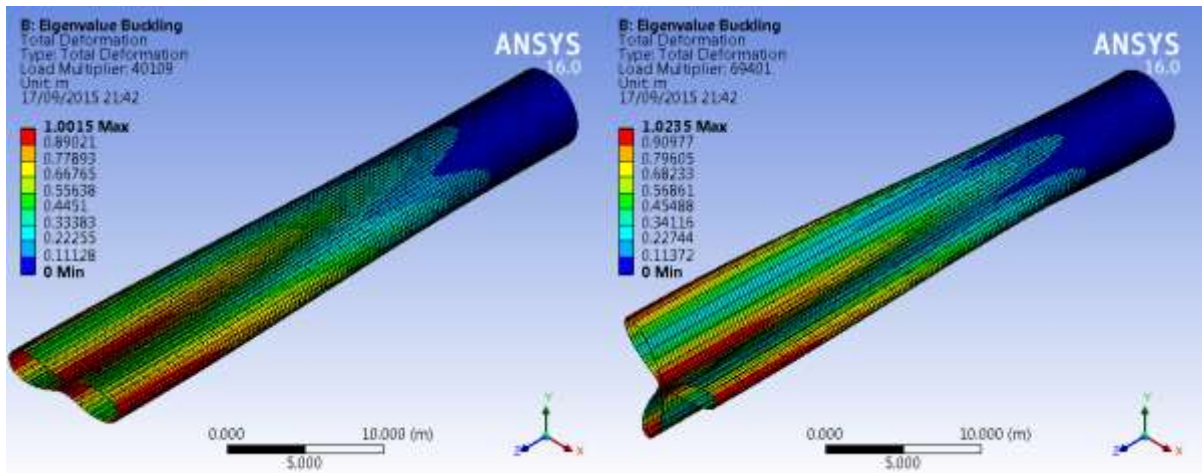 B: Eigenvalue Buckling
Total Deformation
Type: Total Deformation
Load Multiplier: 40109
Unit: m
17/09/2015 21:42
ANSYS
16.0
1.0015 Max
0.89021
0.77893
0.66765
0.55638
0.4451
0.33383
0.22255
0.11128
0 Min
0.000
10.000 (m)
5.000
Y
Z
X
B: Eigenvalue Buckling
Total Deformation
Type: Total Deformation
Load Multiplier: 69401
Unit: m
17/09/2015 21:42
ANSYS
16.0
1.0235 Max
0.90977
0.79605
0.68233
0.56861
0.45488
0.34116
0.22744
0.11372
0 Min
0.000
10.000 (m)
5.000
Y
Z
X